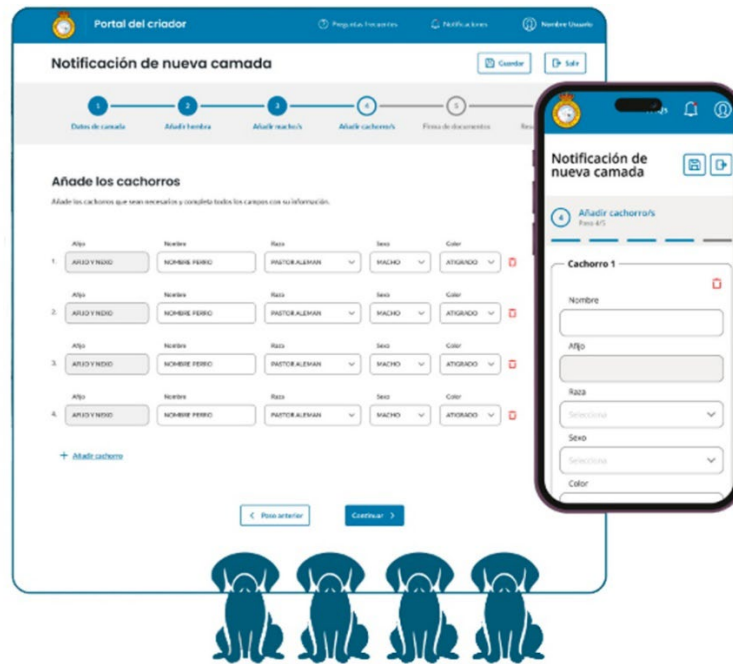 Portal del criador
Preguntas frecuentes
Notificaciones
Nombre Usuario
Notificación de nueva camada
Guardar
Salir
1 2 3 4 5
Datos de camada Añadir hembra Añadir macho/s Añadir cachorro/s Firma de documentos
Añade los cachorros
Añade los cachorros que sean necesarios y completa todos los campos con su información.
Afijo Nombre Raza Sexo Color
1. AFIJO Y NEXO NOMBRE PERRO PASTOR ALEMAN MACHO ATIGRADO
Afijo Nombre Raza Sexo Color
2. AFIJO Y NEXO NOMBRE PERRO PASTOR ALEMAN MACHO ATIGRADO
Afijo Nombre Raza Sexo Color
3. AFIJO Y NEXO NOMBRE PERRO PASTOR ALEMAN MACHO ATIGRADO
Afijo Nombre Raza Sexo Color
4. AFIJO Y NEXO NOMBRE PERRO PASTOR ALEMAN MACHO ATIGRADO
+ Añadir cachorro
< Paso anterior
Continuar >
Notificación de
nueva camada
4 Añadir cachorro/s
Paso 4/5
Cachorro 1
Nombre
Afijo
Raza
Selecciona
Sexo
Selecciona
Color